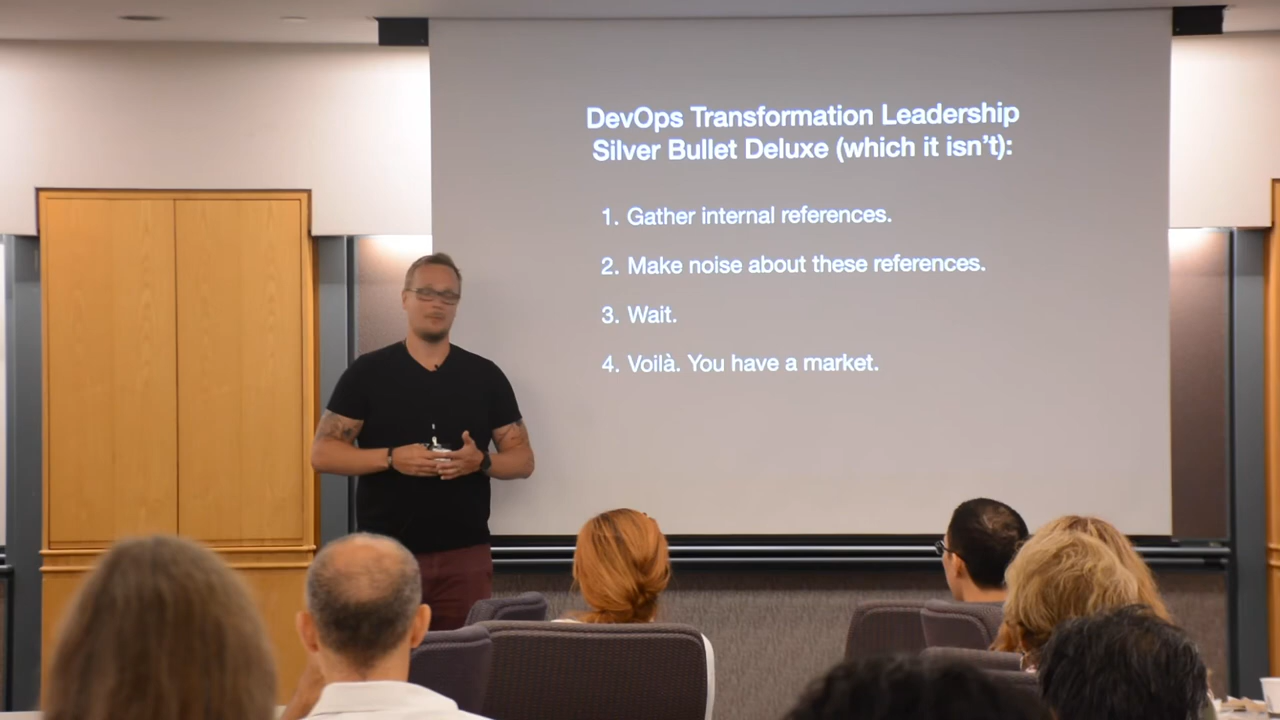 DevOps Transformation Leadership
Silver Bullet Deluxe (which it isn't):
1. Gather internal references.
2. Make noise about these references.
3. Wait.
4. Voilà. You have a market.